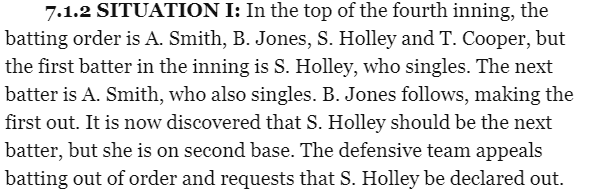 7.1.2 SITUATION I: In the top of the fourth inning, the
batting order is A. Smith, B. Jones, S. Holley and T. Cooper, but
the first batter in the inning is S. Holley, who singles. The next
batter is A. Smith, who also singles. B. Jones follows, making the
first out. It is now discovered that S. Holley should be the next
batter, but she is on second base. The defensive team appeals
batting out of order and requests that S. Holley be declared out.